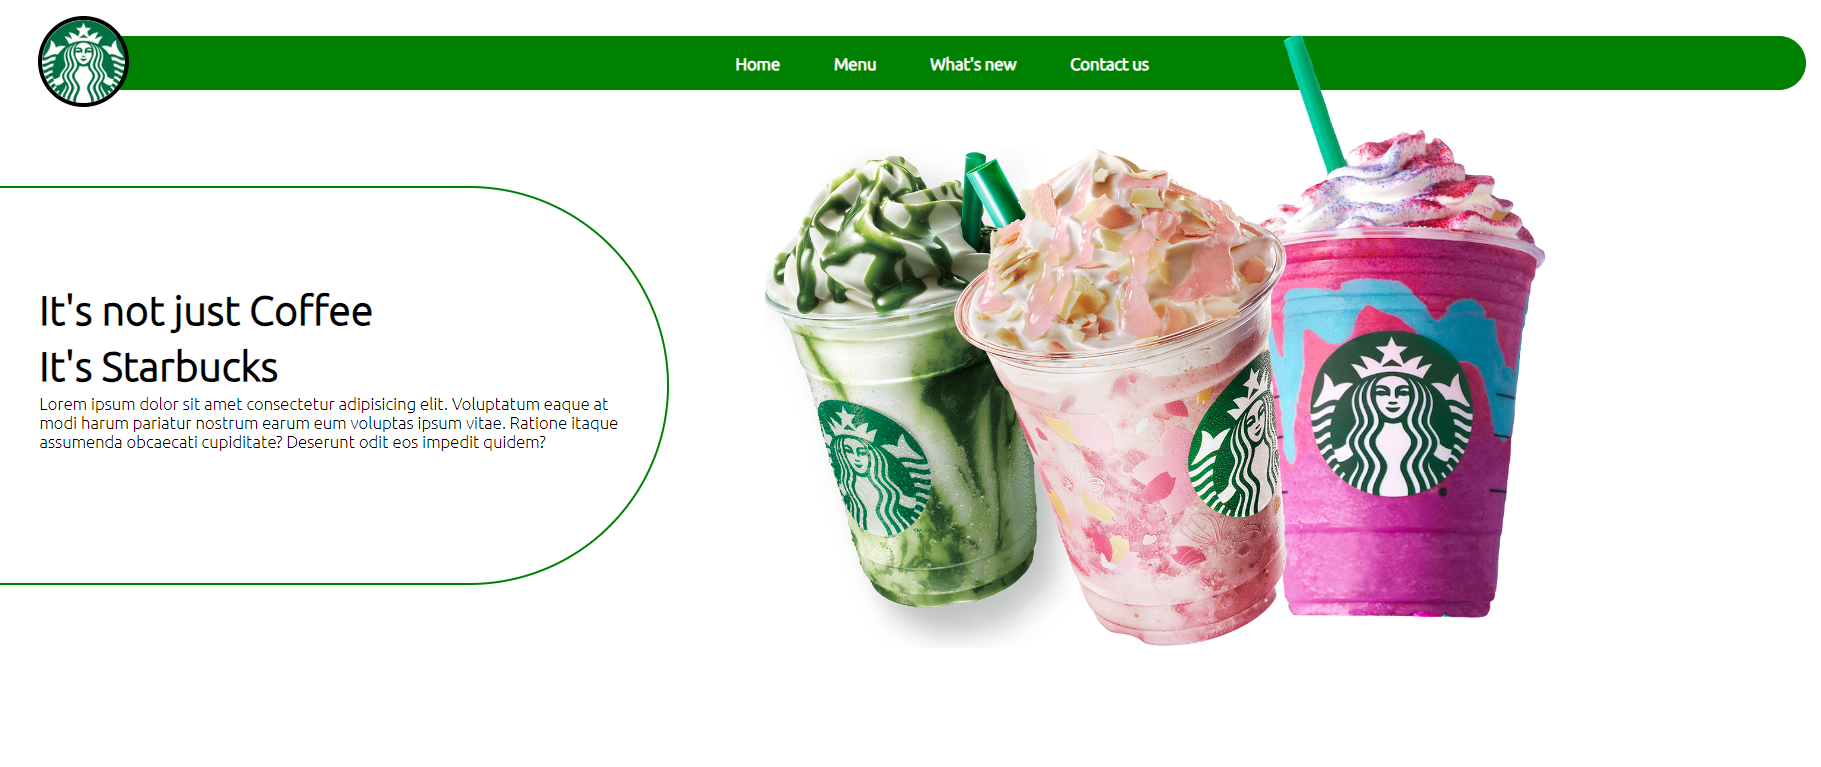 Home Menu What's new Contact us
It's not just Coffee
It's Starbucks
Lorem ipsum dolor sit amet consectetur adipisicing elit. Voluptatum eaque at
modi harum pariatur nostrum earum eum voluptas ipsum vitae. Ratione itaque
assumenda obcaecati cupiditate? Deserunt odit eos impedit quidem?